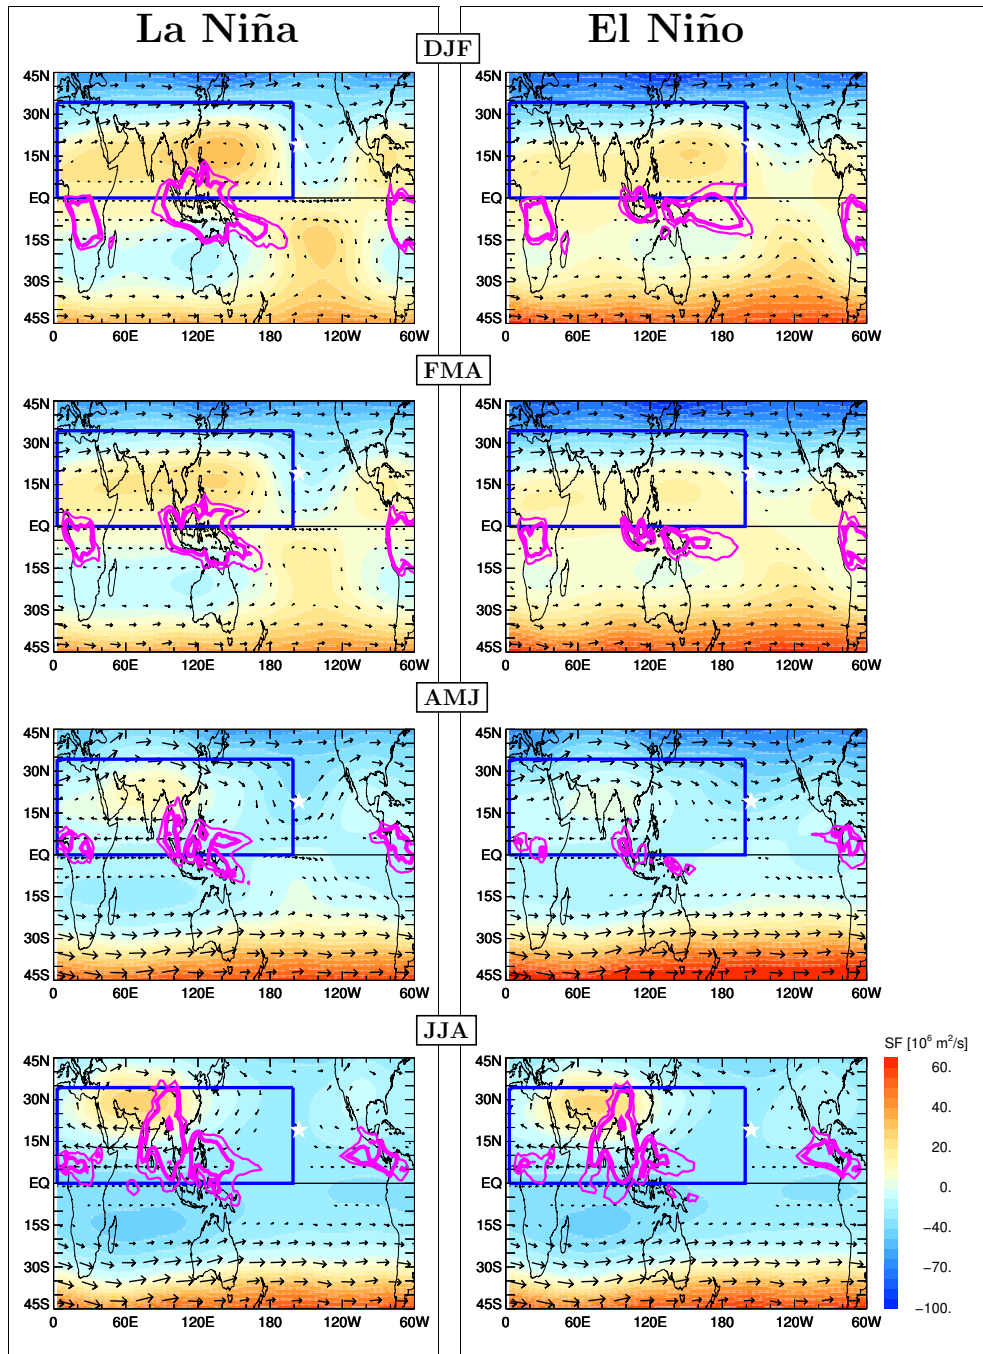 La Niña
El Niño
DJF
45N
30N
15N
EQ
15S
30S
45S
0 60E 120E 180 120W 60W
45N
30N
15N
EQ
15S
30S
45S
0 60E 120E 180 120W 60W
FMA
45N
30N
15N
EQ
15S
30S
45S
0 60E 120E 180 120W 60W
45N
30N
15N
EQ
15S
30S
45S
0 60E 120E 180 120W 60W
AMJ
45N
30N
15N
EQ
15S
30S
45S
0 60E 120E 180 120W 60W
45N
30N
15N
EQ
15S
30S
45S
0 60E 120E 180 120W 60W
JJA
45N
30N
15N
EQ
15S
30S
45S
0 60E 120E 180 120W 60W
45N
30N
15N
EQ
15S
30S
45S
0 60E 120E 180 120W 60W
SF [10⁶ m²/s]
60.
40.
20.
0.
−40.
−70.
−100.